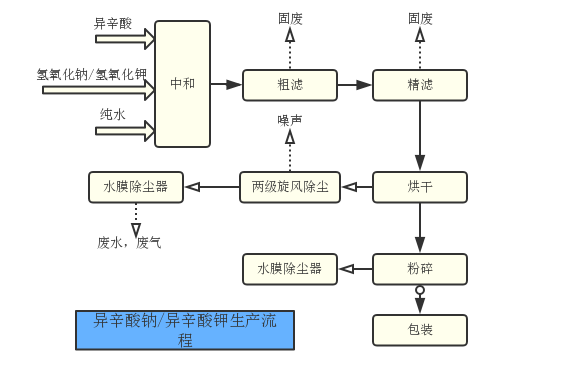 异辛酸
固废
固废
氢氧化钠/氢氧化钾
中和
粗滤
精滤
纯水
噪声
水膜除尘器
两级旋风除尘
烘干
废水，废气
水膜除尘器
粉碎
异辛酸钠/异辛酸钾生产流
程
包装